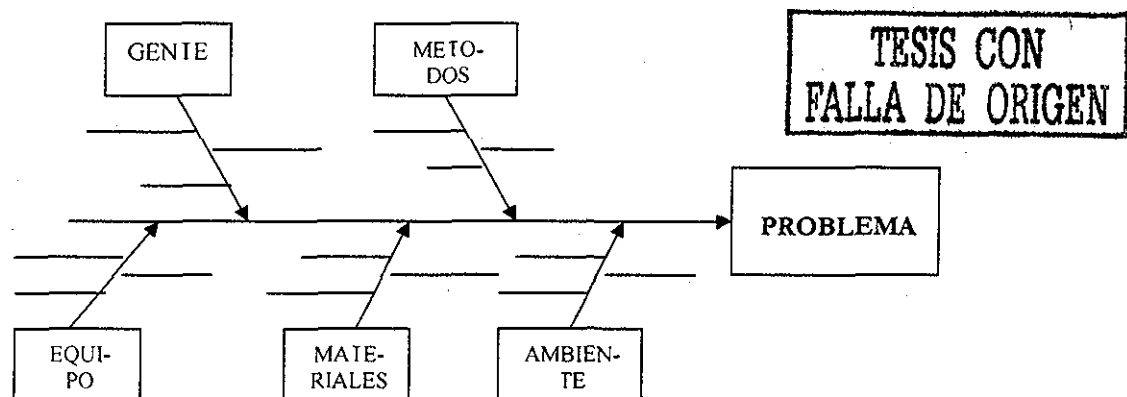 GENTE
METO-
DOS
TESIS CON
FALLA DE ORIGEN
PROBLEMA
EQUI-
PO
MATE-
RIALES
AMBIEN-
TE